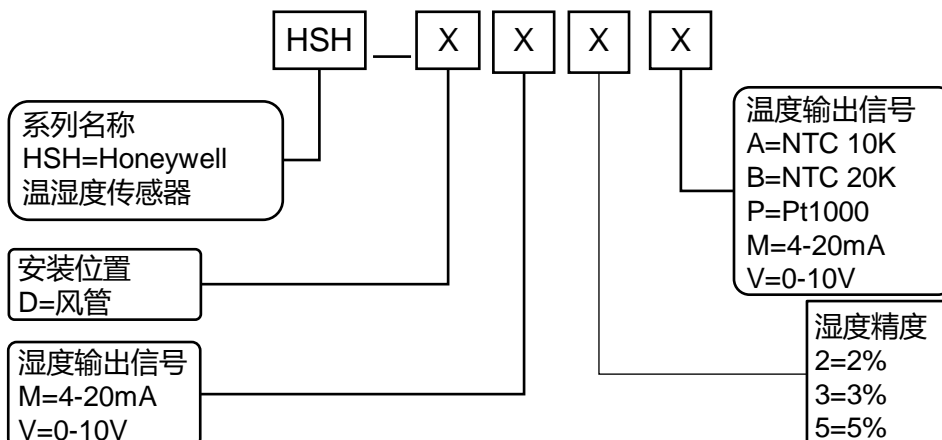 HSH — X X X X
系列名称
HSH=Honeywell
温湿度传感器
安装位置
D=风管
湿度输出信号
M=4-20mA
V=0-10V
温度输出信号
A=NTC 10K
B=NTC 20K
P=Pt1000
M=4-20mA
V=0-10V
湿度精度
2=2%
3=3%
5=5%